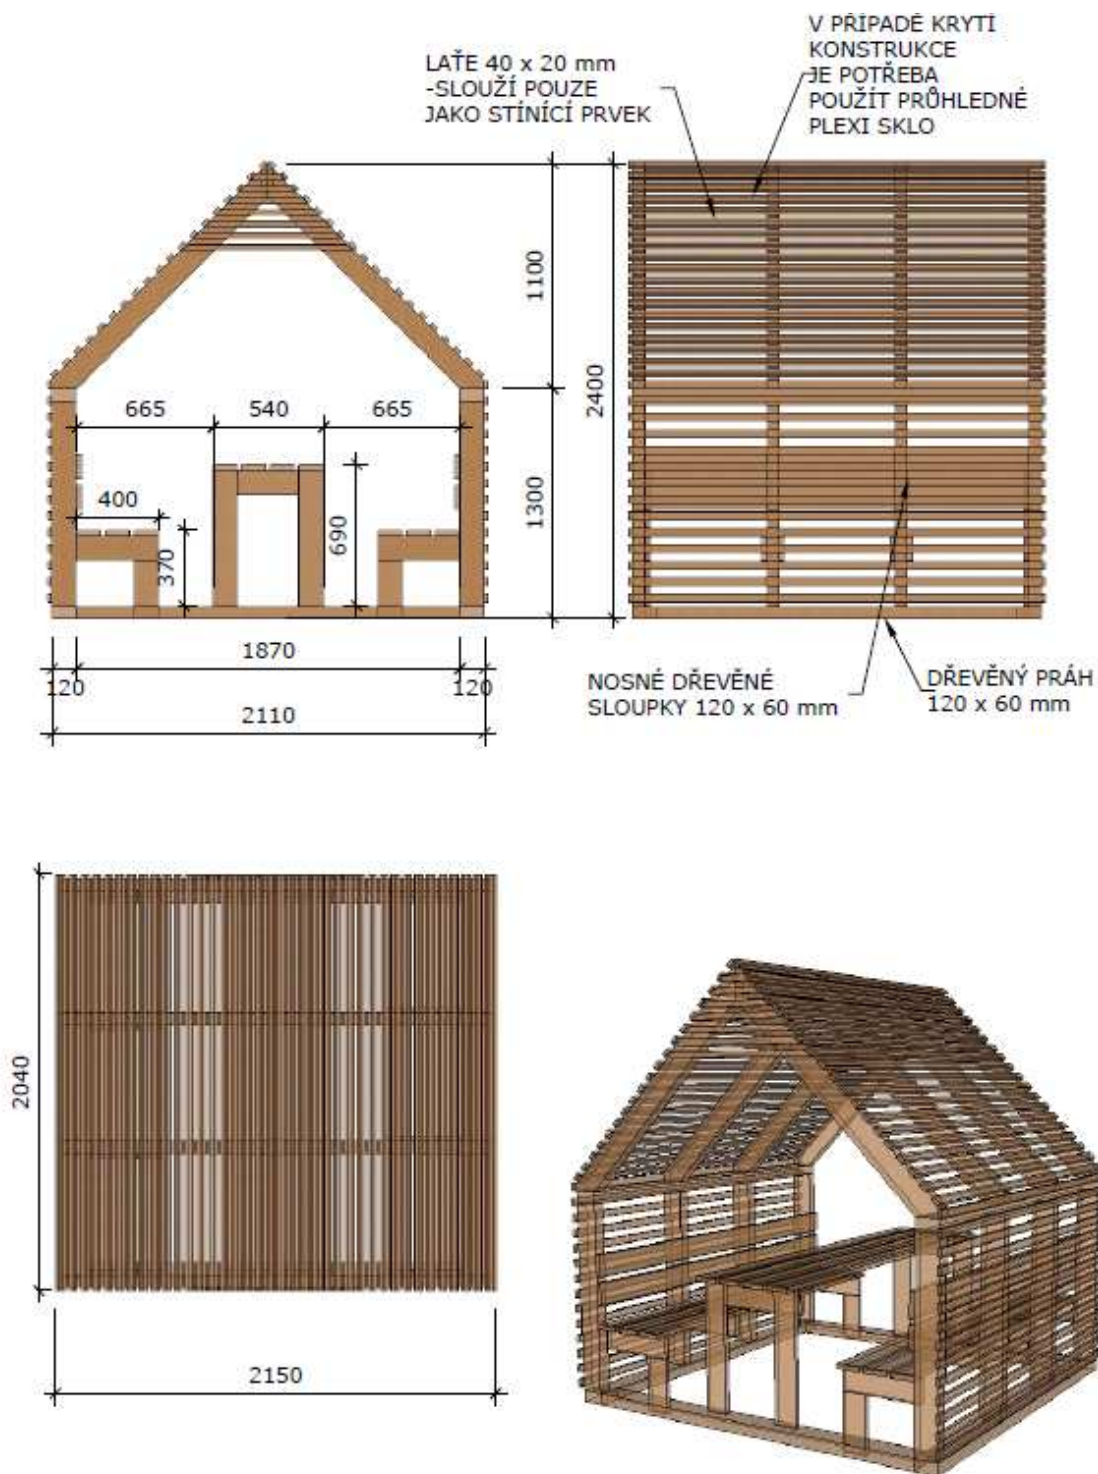 V PŘÍPADĚ KRYTÍ
KONSTRUKCE
JE POTŘEBA
POUŽÍT PRŮHLEDNÉ
PLEXI SKLO
LAŤE 40 x 20 mm
-SLOUŽÍ POUZE
JAKO STÍNÍCÍ PRVEK
1100
2400
1300
665
540
665
400
370
690
1870
120
120
2110
NOSNÉ DŘEVĚNÉ
SLOUPKY 120 x 60 mm
DŘEVĚNÝ PRÁH
120 x 60 mm
2040
2150